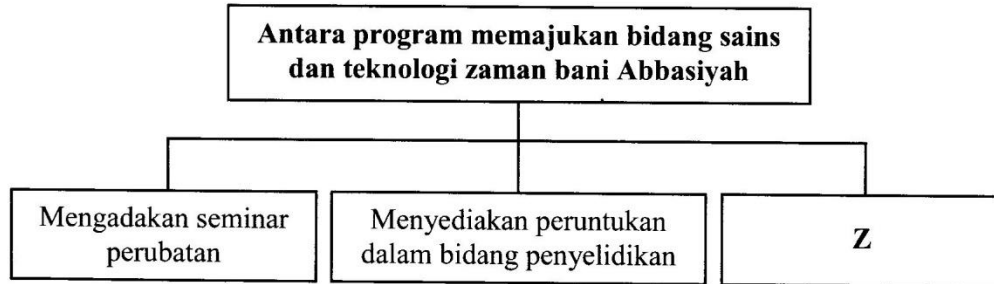 Antara program memajukan bidang sains
dan teknologi zaman bani Abbasiyah
Mengadakan seminar
perubatan
Menyediakan peruntukan
dalam bidang penyelidikan
Z